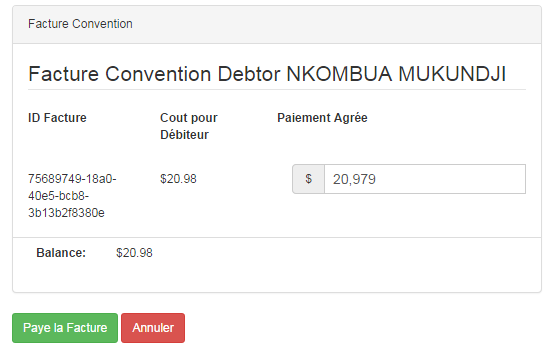 Facture Convention
Facture Convention Debtor NKOMBUA MUKUNDJI
ID Facture
Cout pour
Débiteur
Paiement Agrée
75689749-18a0-
40e5-bcb8-
3b13b2f8380e
$20.98
$ 20,979
Balance: $20.98
Paye la Facture Annuler